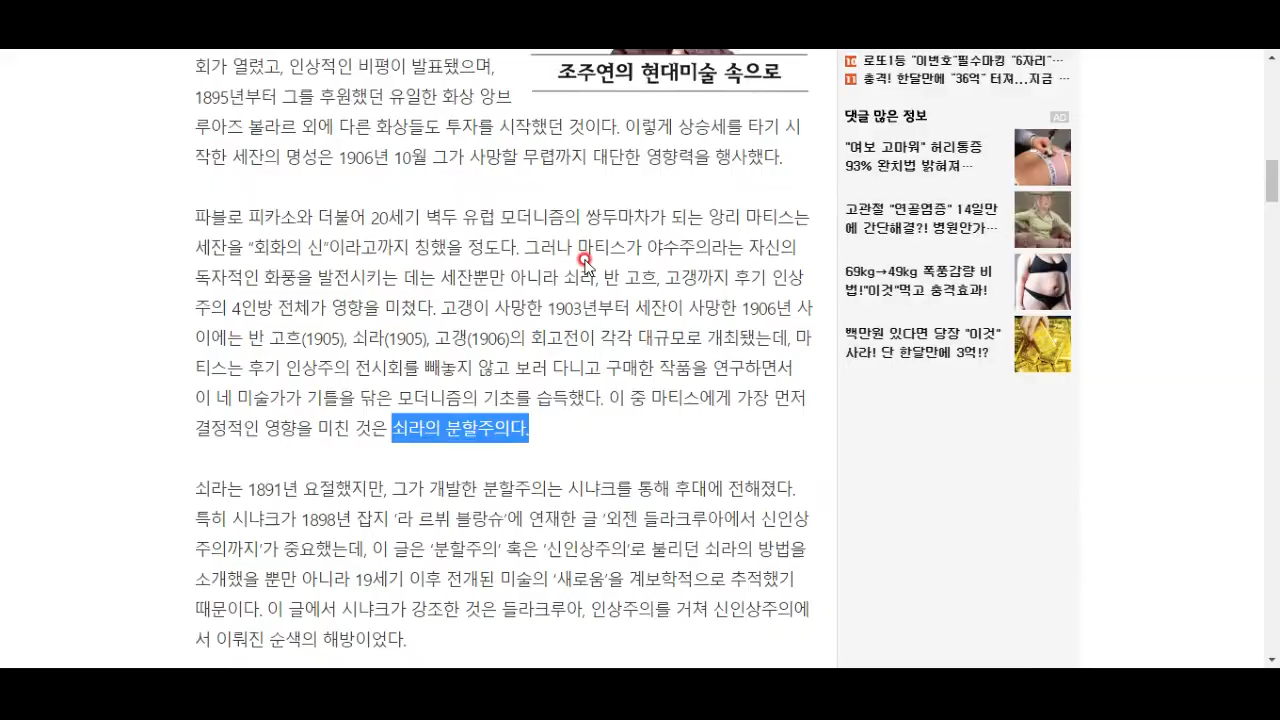 회가 열렸고, 인상적인 비평이 발표됐으며,
1895년부터 그를 후원했던 유일한 화상 앙브
루아즈 볼라르 외에 다른 화상들도 투자를 시작했던 것이다. 이렇게 상승세를 타기 시
작한 세잔의 명성은 1906년 10월 그가 사망할 무렵까지 대단한 영향력을 행사했다.
조주연의 현대미술 속으로
파블로 피카소와 더불어 20세기 벽두 유럽 모더니즘의 쌍두마차가 되는 앙리 마티스는
세잔을 “회화의 신”이라고까지 칭했을 정도다. 그러나 마티스가 야수주의라는 자신의
독자적인 화풍을 발전시키는 데는 세잔뿐만 아니라 쇠라, 반 고흐, 고갱까지 후기 인상
주의 4인방 전체가 영향을 미쳤다. 고갱이 사망한 1903년부터 세잔이 사망한 1906년 사
이에는 반 고흐(1905), 쇠라(1905), 고갱(1906)의 회고전이 각각 대규모로 개최됐는데, 마
티스는 후기 인상주의 전시회를 빼놓지 않고 보러 다니고 구매한 작품을 연구하면서
이 네 미술가가 기틀을 닦은 모더니즘의 기초를 습득했다. 이 중 마티스에게 가장 먼저
결정적인 영향을 미친 것은 쇠라의 분할주의다.
쇠라는 1891년 요절했지만, 그가 개발한 분할주의는 시냐크를 통해 후대에 전해졌다.
특히 시냐크가 1898년 잡지 ‘라 르뷔 블랑슈’에 연재한 글 ‘외젠 들라크루아에서 신인상
주의까지’가 중요했는데, 이 글은 ‘분할주의’ 혹은 ‘신인상주의’로 불리던 쇠라의 방법을
소개했을 뿐만 아니라 19세기 이후 전개된 미술의 ‘새로움’을 계보학적으로 추적했기
때문이다. 이 글에서 시냐크가 강조한 것은 들라크루아, 인상주의를 거쳐 신인상주의에
서 이뤄진 순색의 해방이었다.
10 로또1등 "이번호"필수마킹 "6자리"…
11 충격! 한달만에 "36억" 터져...지금 …
댓글 많은 정보 AD
"여보 고마워" 허리통증
93% 완치법 밝혀져…
고관절 "연골염증" 14일만
에 간단해결?! 병원안가…
69kg→49kg 폭풍감량 비
법!"이것"먹고 충격효과!
백만원 있다면 당장 "이것"
사라! 단 한달만에 3억!?